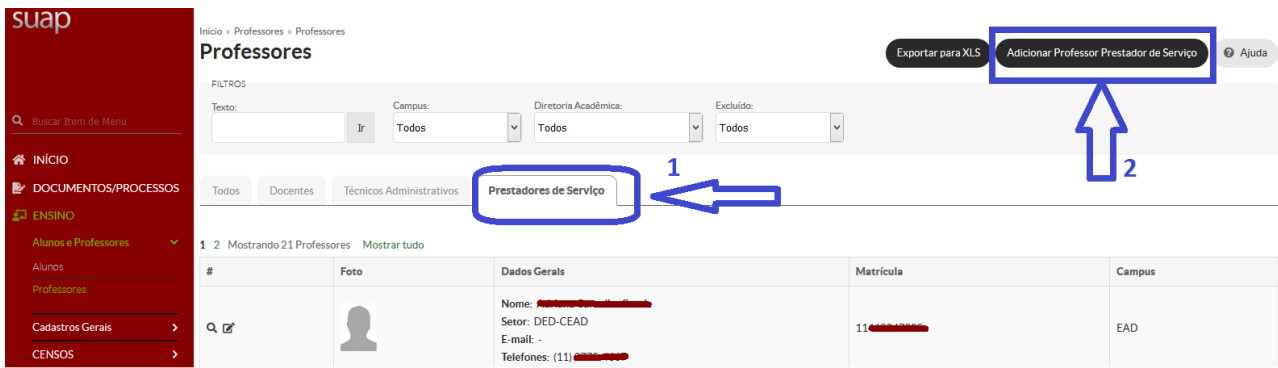 suap
Início » Professores » Professores
Professores
Exportar para XLS
Adicionar Professor Prestador de Serviço
Ajuda
FILTROS
Texto:
Campus:
Diretoria Acadêmica:
Excluído:
Ir
Todos
Todos
Todos
Buscar Item de Menu
INÍCIO
DOCUMENTOS/PROCESSOS
ENSINO
Alunos e Professores
Alunos
Professores
Cadastros Gerais
CENSOS
1
2
Todos
Docentes
Técnicos Administrativos
Prestadores de Serviço
1 2 Mostrando 21 Professores Mostrar tudo
# Foto Dados Gerais Matrícula Campus
Nome:
Setor: DED-CEAD
E-mail: -
Telefones: (11)
11
EAD